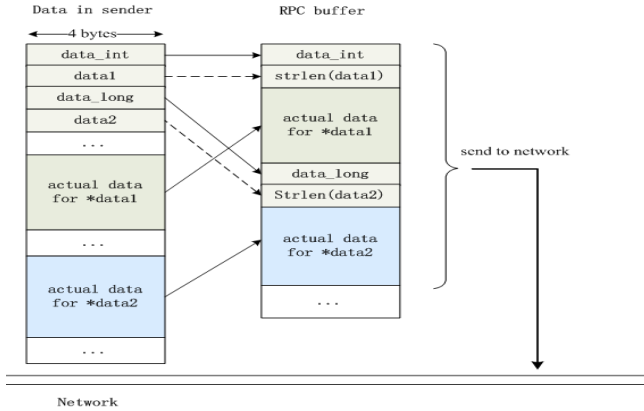 Data in sender
RPC buffer
4 bytes
data_int
data1
data_long
data2
...
actual data
for *data1
...
actual data
for *data2
...
data_int
strlen(data1)
actual data
for *data1
data_long
Strlen(data2)
actual data
for *data2
...
send to network
Network